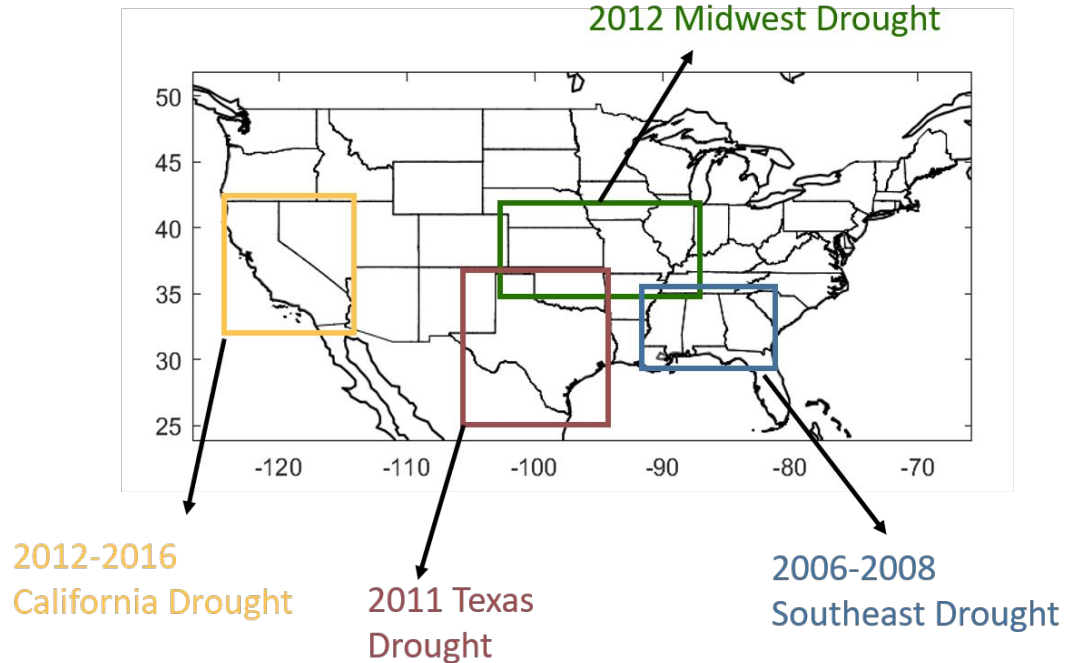 2012 Midwest Drought
50
45
40
35
30
25
-120 -110 -100 -90 -80 -70
2012-2016
California Drought
2011 Texas
Drought
2006-2008
Southeast Drought